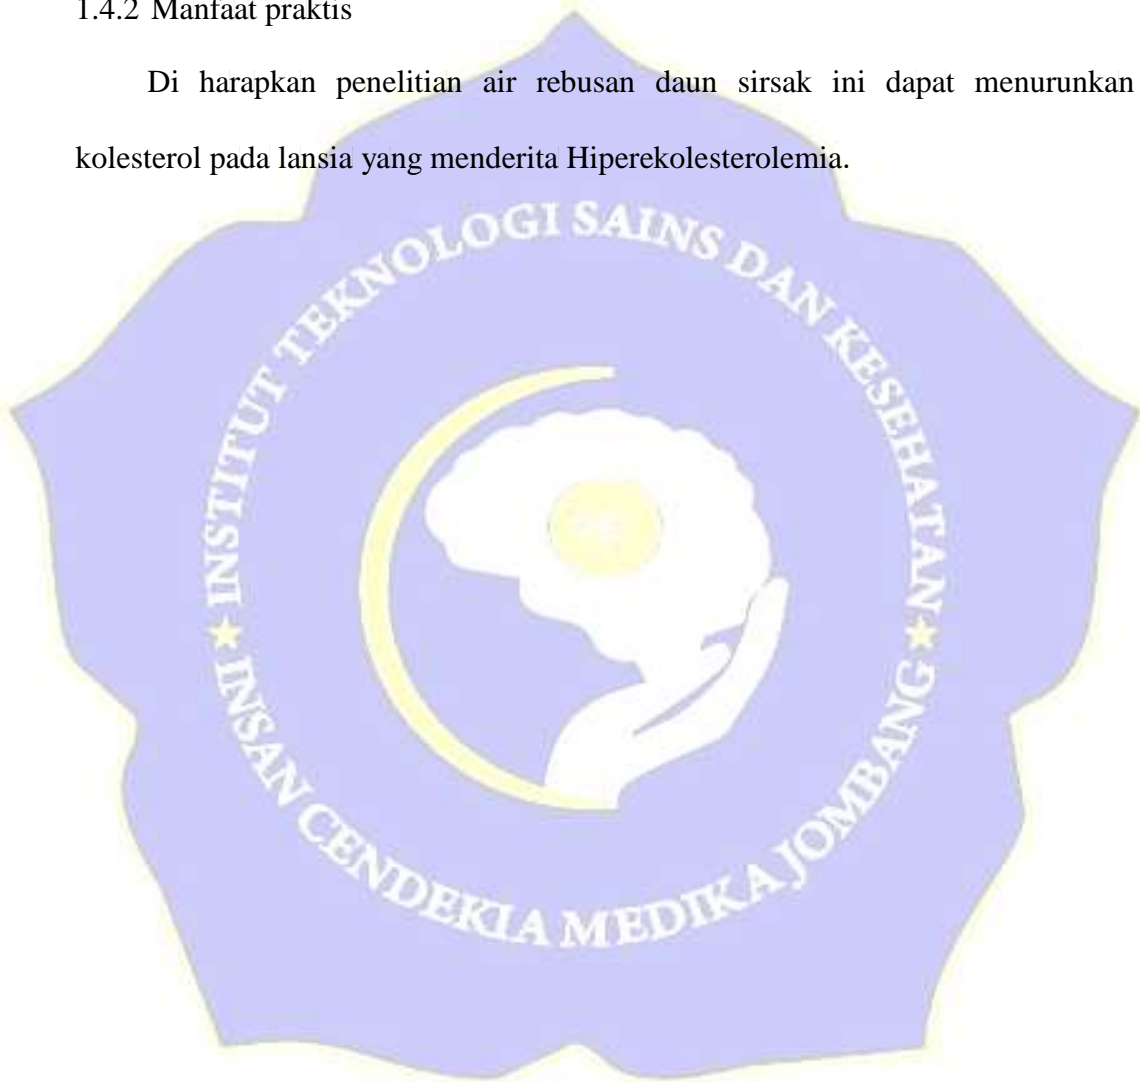 1.4.2 Manfaat praktis
Di harapkan penelitian air rebusan daun sirsak ini dapat menurunkan
kolesterol pada lansia yang menderita Hiperekolesterolemia.
INSTITUT TEKNOLOGI SAINS DAN KESEHATAN
INSAN CENDEKIA MEDIKA JOMBANG